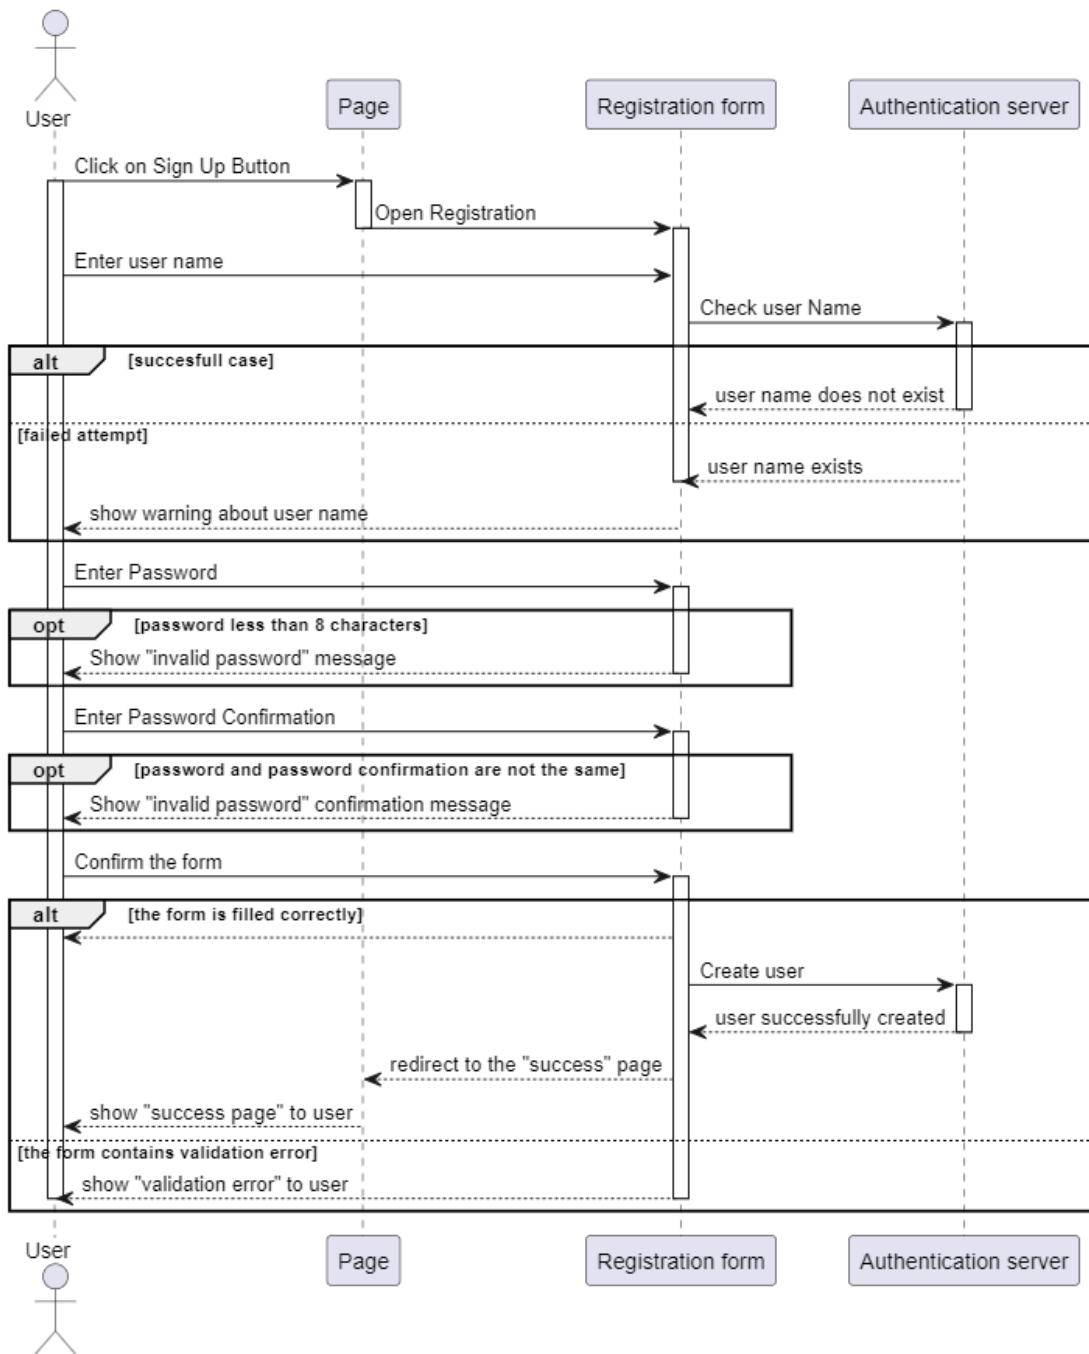 User
Page
Registration form
Authentication server
Click on Sign Up Button
Open Registration
Enter user name
Check user Name
alt
[succesfull case]
user name does not exist
[failed attempt]
user name exists
show warning about user name
Enter Password
opt
[password less than 8 characters]
Show "invalid password" message
Enter Password Confirmation
opt
[password and password confirmation are not the same]
Show "invalid password" confirmation message
Confirm the form
alt
[the form is filled correctly]
Create user
user successfully created
redirect to the "success" page
show "success page" to user
[the form contains validation error]
show "validation error" to user
User
Page
Registration form
Authentication server